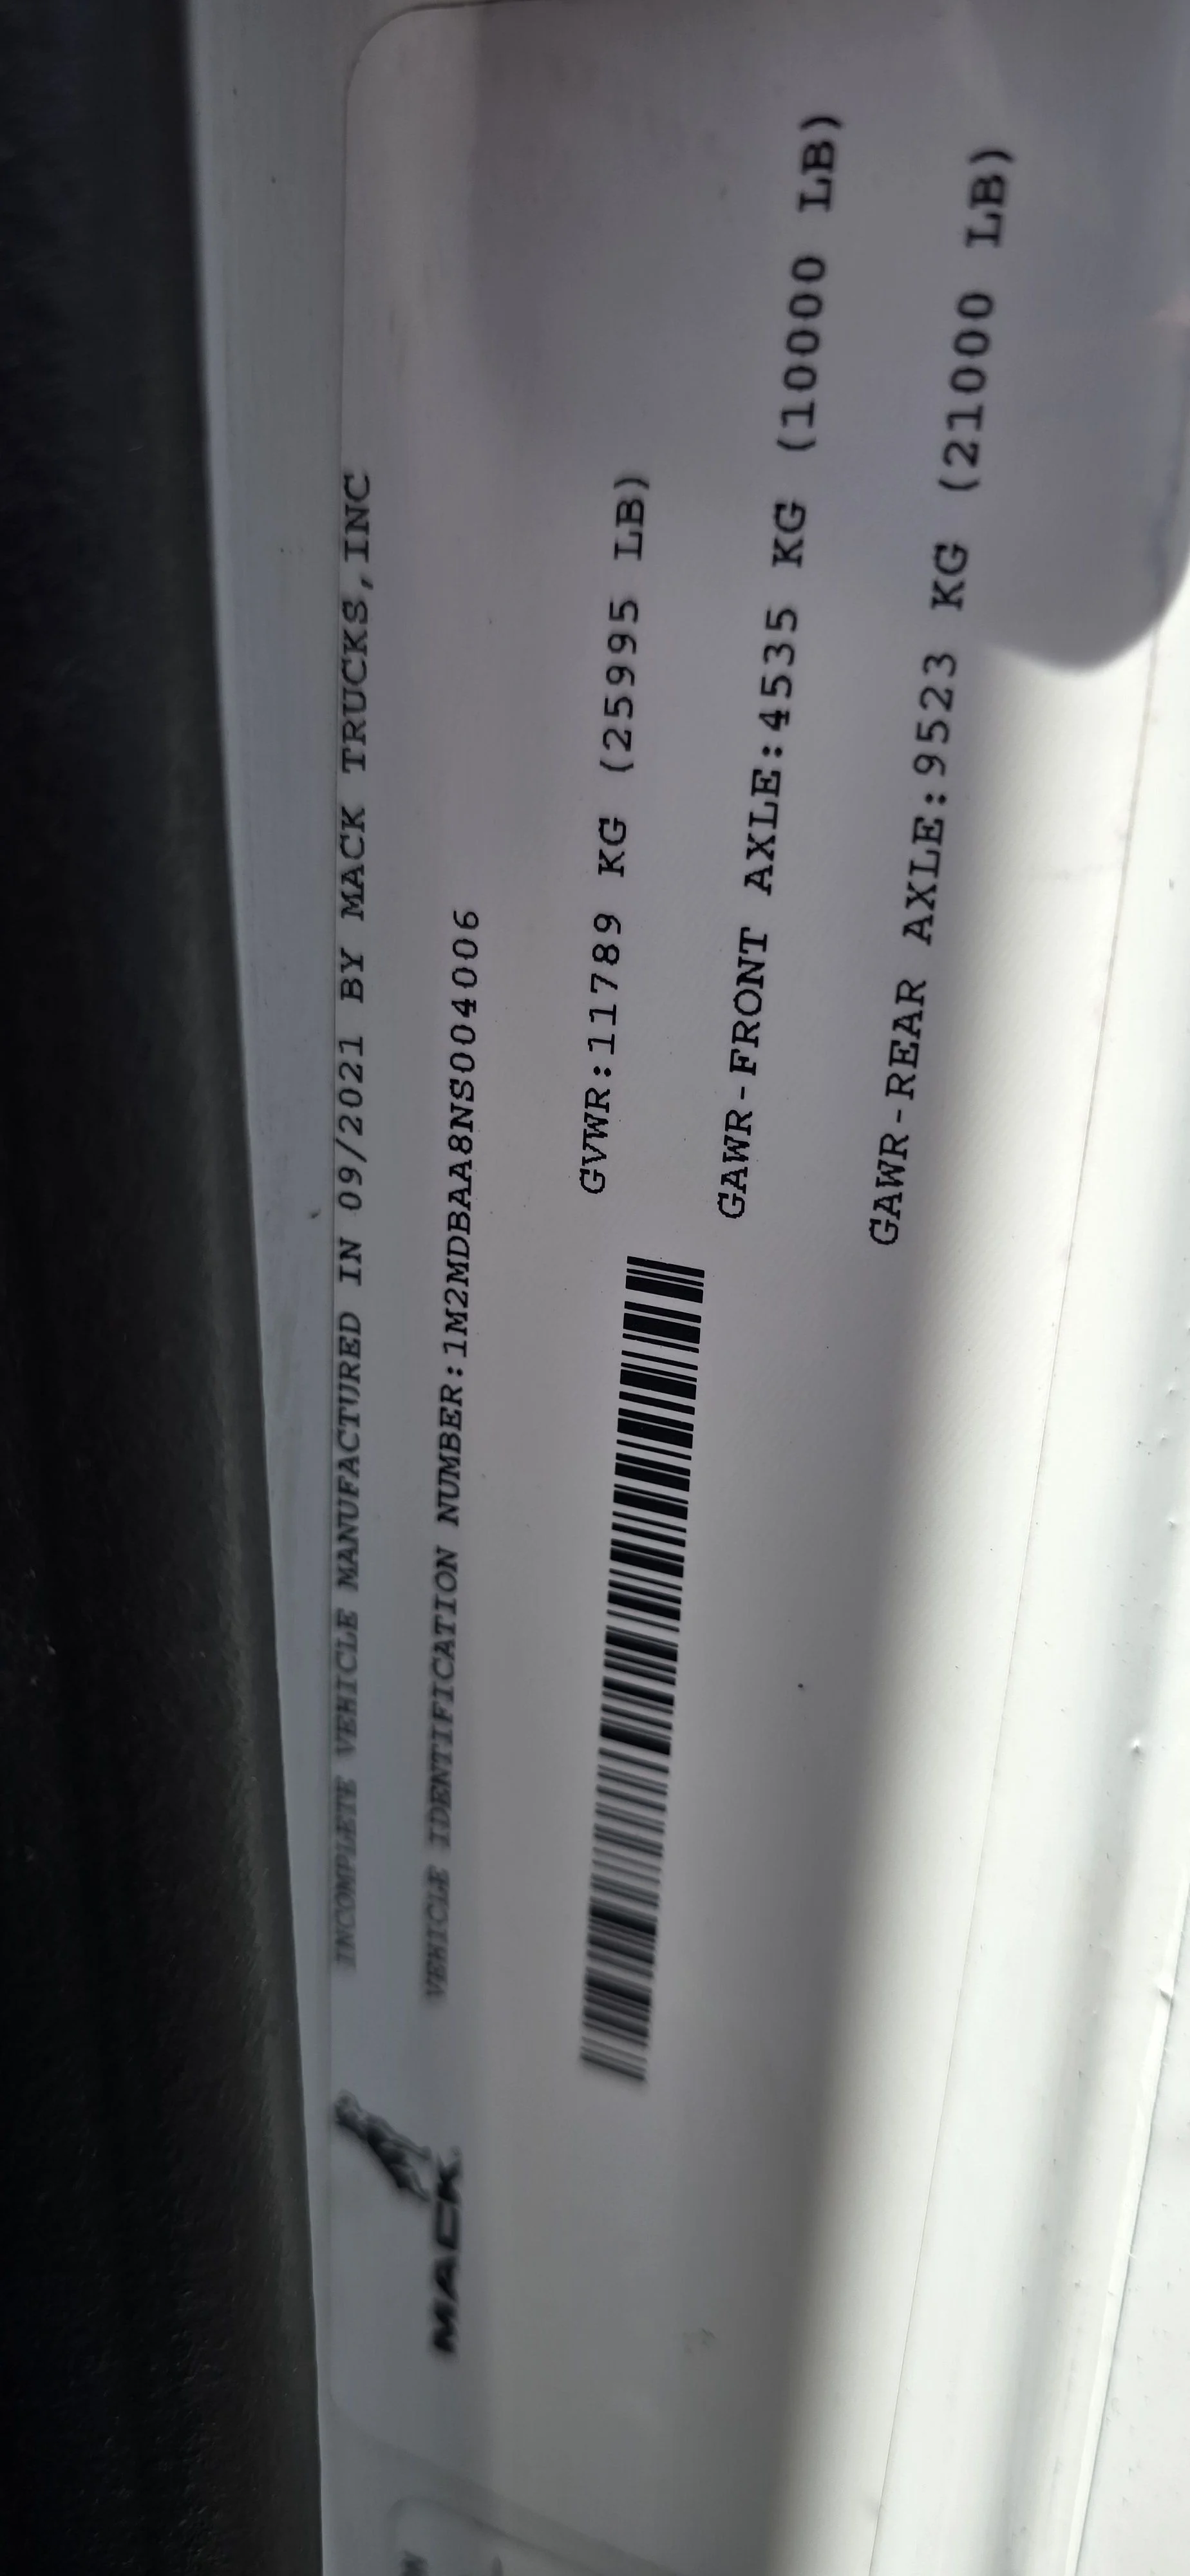 INCOMPLETE VEHICLE MANUFACTURED IN 09/2021 BY MACK TRUCKS,INC
VEHICLE IDENTIFICATION NUMBER:1M2MDBAA8NS004006
MACK
GVWR:11789 KG (25995 LB)
GAWR-FRONT AXLE:4535 KG (10000 LB)
GAWR-REAR AXLE:9523 KG (21000 LB)